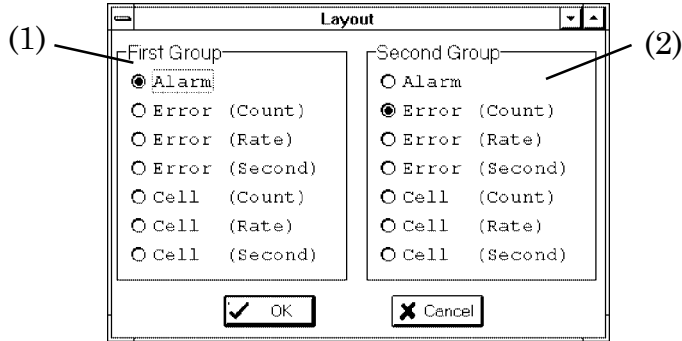 Layout
(1)
(2)
First Group
Alarm
Error (Count)
Error (Rate)
Error (Second)
Cell (Count)
Cell (Rate)
Cell (Second)
Second Group
Alarm
Error (Count)
Error (Rate)
Error (Second)
Cell (Count)
Cell (Rate)
Cell (Second)
OK
Cancel